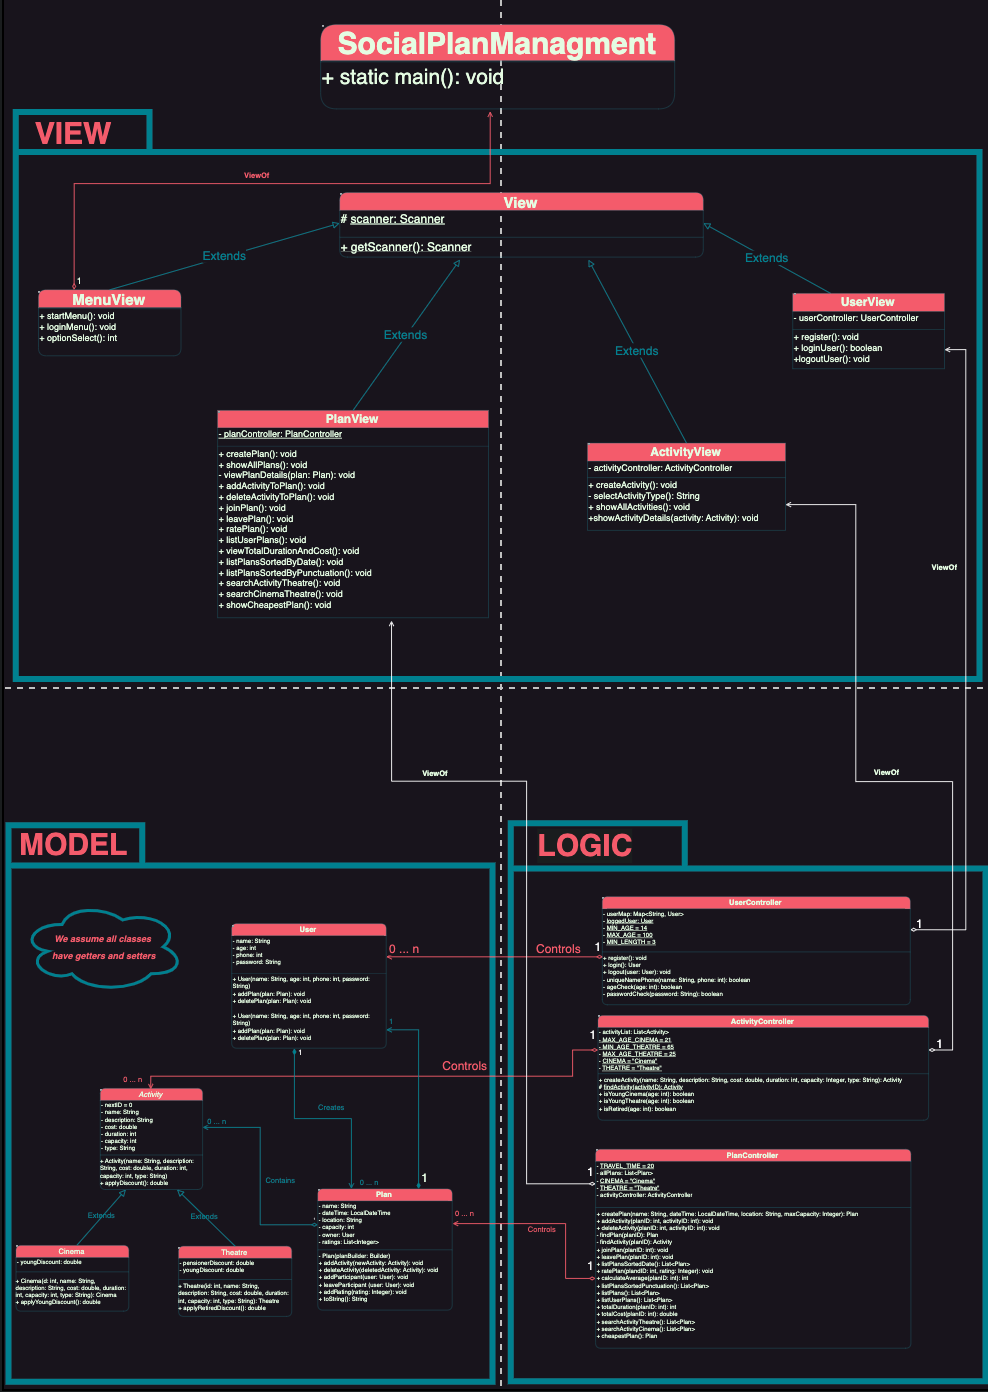 SocialPlanManagment
+ static main(): void
VIEW
ViewOf
View
# scanner: Scanner
+ getScanner(): Scanner
Extends
Extends
Extends
Extends
1
MenuView
+ startMenu(): void
+ loginMenu(): void
+ optionSelect(): int
UserView
- userController: UserController
+ register(): void
+ loginUser(): boolean
+logoutUser(): void
PlanView
- planController: PlanController
+ createPlan(): void
+ showAllPlans(): void
- viewPlanDetails(plan: Plan): void
+ addActivityToPlan(): void
+ deleteActivityToPlan(): void
+ joinPlan(): void
+ leavePlan(): void
+ ratePlan(): void
+ listUserPlans(): void
+ viewTotalDurationAndCost(): void
+ listPlansSortedByDate(): void
+ listPlansSortedByPunctuation(): void
+ searchActivityTheatre(): void
+ searchCinemaTheatre(): void
+ showCheapestPlan(): void
ActivityView
- activityController: ActivityController
+ createActivity(): void
- selectActivityType(): String
+ showAllActivities(): void
+showActivityDetails(activity: Activity): void
ViewOf
ViewOf
ViewOf
MODEL
We assume all classes
have getters and setters
User
- name: String
- age: int
- phone: int
- password: String
+ User(name: String, age: int, phone: int, password:
String)
+ addPlan(plan: Plan): void
+ deletePlan(plan: Plan): void
+ User(name: String, age: int, phone: int, password:
String)
+ addPlan(plan: Plan): void
+ deletePlan(plan: Plan): void
0 ... n
Controls
1
1
1
Controls
0 ... n
Activity
- nextID = 0
- name: String
- description: String
- cost: double
- duration: int
- capacity: int
- type: String
+ Activity(name: String, description:
String, cost: double, duration: int,
capacity: int, type: String)
+ applyDiscount(): double
0 ... n
Creates
Contains
0 ... n
1
1
Extends
Extends
Cinema
- youngDiscount: double
+ Cinema(id: int, name: String,
description: String, cost: double, duration:
int, capacity: int, type: String): Cinema
+ applyYoungDiscount(): double
Theatre
- pensionerDiscount: double
- youngDiscount: double
+ Theatre(id: int, name: String,
description: String, cost: double, duration:
int, capacity: int, type: String): Theatre
+ applyRetiredDiscount(): double
Plan
- name: String
- dateTime: LocalDateTime
- location: String
- capacity: int
- owner: User
- ratings: List<Integer>
- Plan(planBuilder: Builder)
+ addActivity(newActivity: Activity): void
+ deleteActivity(deletedActivity: Activity): void
+ addParticipant(user: User): void
+ leaveParticipant (user: User): void
+ addRating(rating: Integer): void
+ toString(): String
0 ... n
Controls
LOGIC
UserController
- userMap: Map<String, User>
- loggedUser: User
- MIN_AGE = 14
- MAX_AGE = 100
- MIN_LENGTH = 3
+ register(): void
+ login(): User
+ logout(user: User): void
- uniqueNamePhone(name: String, phone: int): boolean
- ageCheck(age: int): boolean
- passwordCheck(password: String): boolean
1
ActivityController
- activityList: List<Activity>
- MAX_AGE_CINEMA = 21
- MIN_AGE_THEATRE = 65
- MAX_AGE_THEATRE = 25
- CINEMA = "Cinema"
- THEATRE = "Theatre"
+ createActivity(name: String, description: String, cost: double, duration: int, capacity: Integer, type: String): Activity
# findActivity(activityID): Activity
+ isYoungCinema(age: int): boolean
+ isYoungTheatre(age: int): boolean
+ isRetired(age: int): boolean
1
1
PlanController
- TRAVEL_TIME = 20
- allPlans: List<Plan>
- CINEMA = "Cinema"
- THEATRE = "Theatre"
- activityController: ActivityController
+ createPlan(name: String, dateTime: LocalDateTime, location: String, maxCapacity: Integer): Plan
+ addActivity(planID: int, activityID: int): void
+ deleteActivity(planID: int, activityID: int): void
- findPlan(planID): Plan
- findActivity(planID): Activity
+ joinPlan(planID: int): void
+ leavePlan(planID: int): void
+ listPlansSortedDate(): List<Plan>
+ ratePlan(planID: int, rating: Integer): void
+ calculateAverage(planID: int): int
+ listPlansSortedPunctuation(): List<Plan>
+ listPlans(): List<Plan>
+ listUserPlans(): List<Plan>
+ totalDuration(planID: int): int
+ totalCost(planID: int): double
+ searchActivityTheatre(): List<Plan>
+ searchActivityCinema(): List<Plan>
+ cheapestPlan(): Plan
1
1